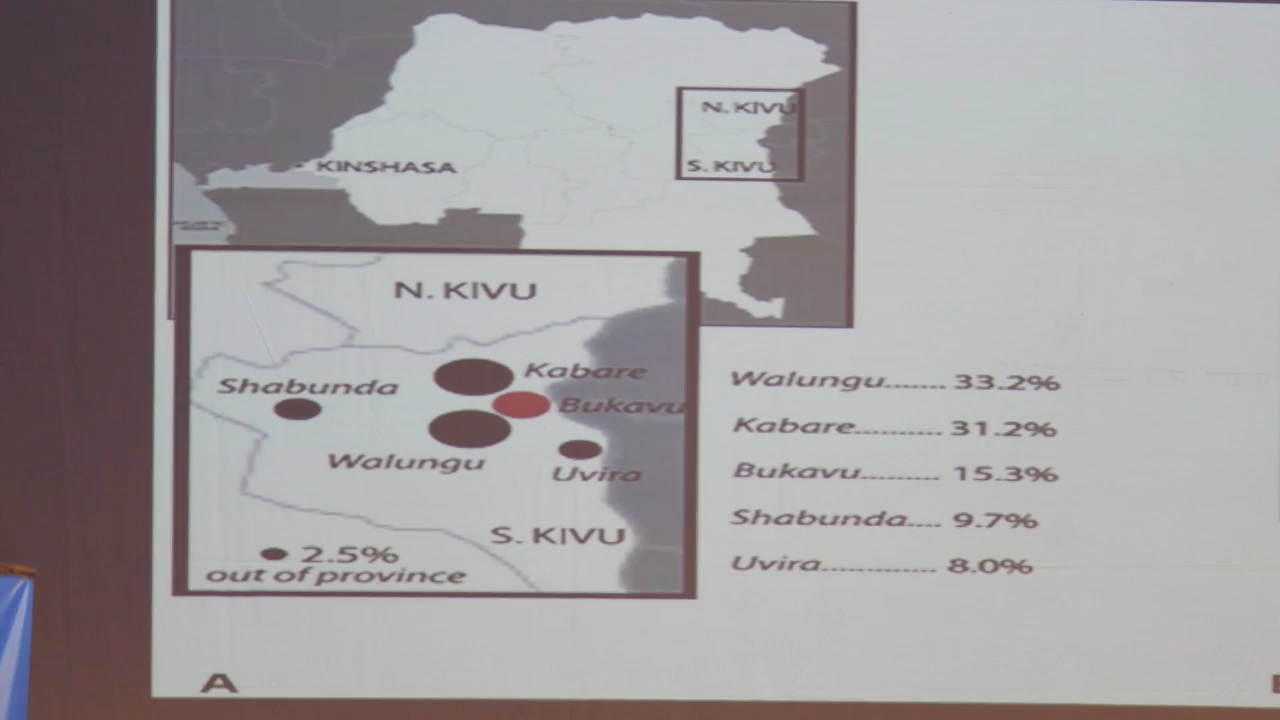 N. KIVU
KINSHASA
S. KIVU
N. KIVU
Kabare
Shabunda
Bukavu
Walungu
Uvira
S. KIVU
2.5%
out of province
Walungu....... 33.2%
Kabare.......... 31.2%
Bukavu......... 15.3%
Shabunda.... 9.7%
Uvira............. 8.0%
A